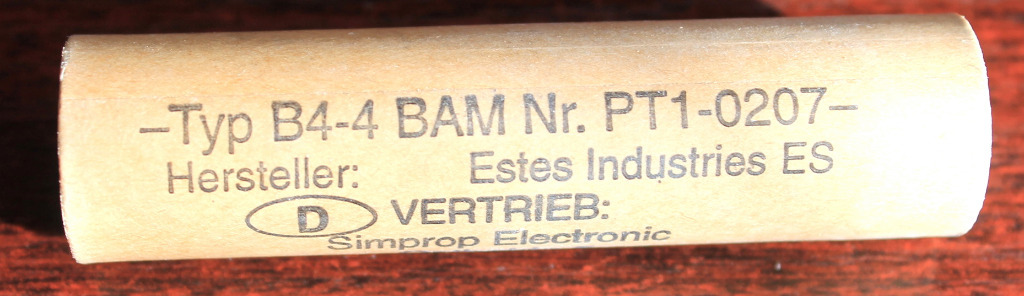 –Typ B4-4 BAM Nr. PT1-0207–
Hersteller: Estes Industries ES
D VERTRIEB:
Simprop Electronic